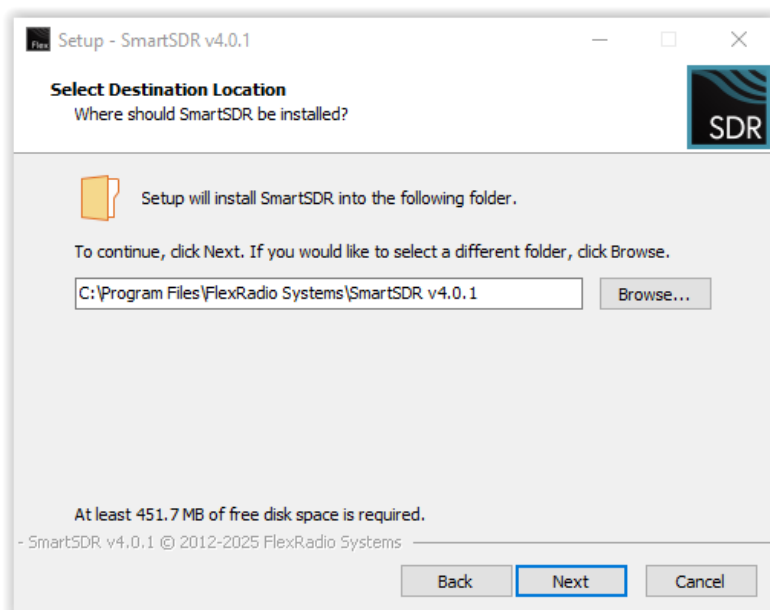 Flex
Setup - SmartSDR v4.0.1
Select Destination Location
Where should SmartSDR be installed?
SDR
Setup will install SmartSDR into the following folder.
To continue, click Next. If you would like to select a different folder, click Browse.
C:\Program Files\FlexRadio Systems\SmartSDR v4.0.1
Browse...
At least 451.7 MB of free disk space is required.
- SmartSDR v4.0.1 © 2012-2025 FlexRadio Systems
Back
Next
Cancel